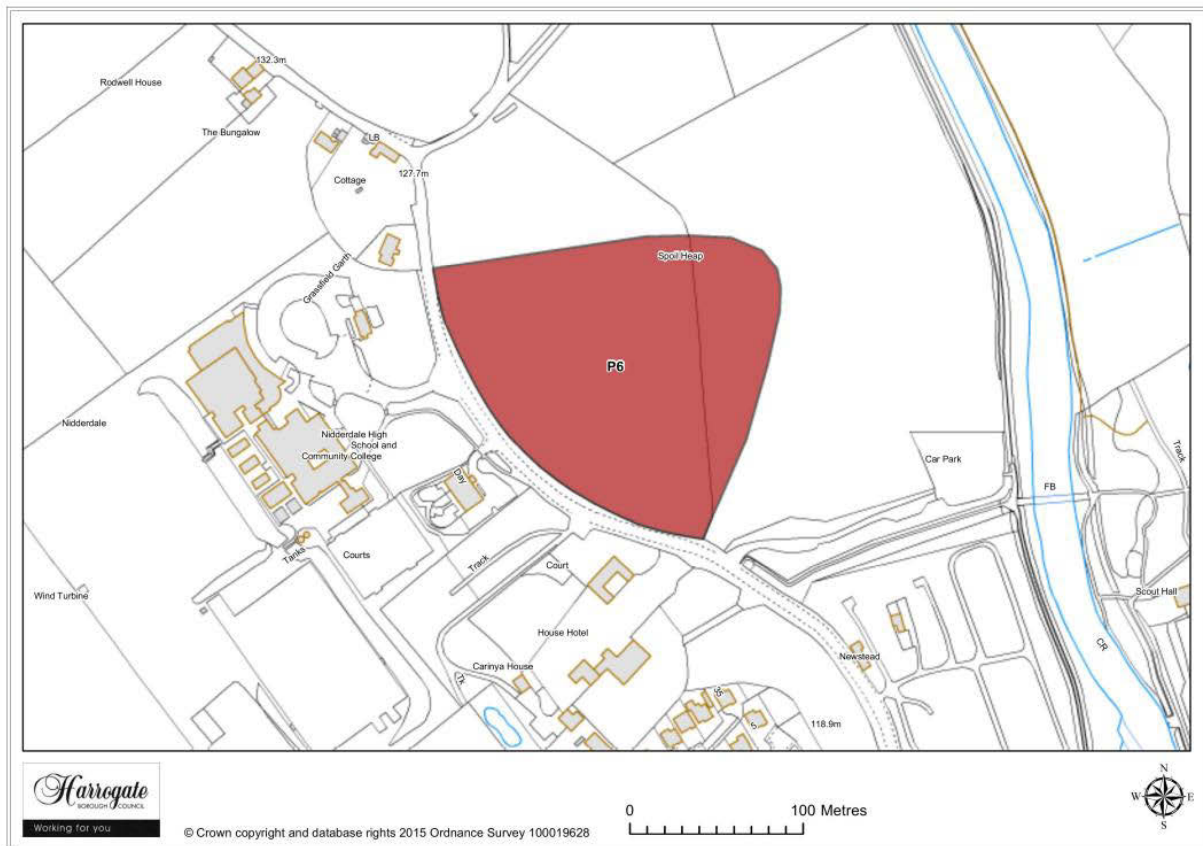 132.3m
Rodwell House
The Bungalow
LB
127.7m
Cottage
Grassfield Garth
Spoil Heap
P6
Nidderdale
Nidderdale High
School and
Community College
Day
Car Park
Track
FB
Tanks
Courts
Track
Court
Wind Turbine
Scout Hall
House Hotel
Newstead
CR
Carinya House
Tk
35
5
118.9m
Harrogate
BOROUGH COUNCIL
Working for you
© Crown copyright and database rights 2015 Ordnance Survey 100019628
0 100 Metres
N
W E
S